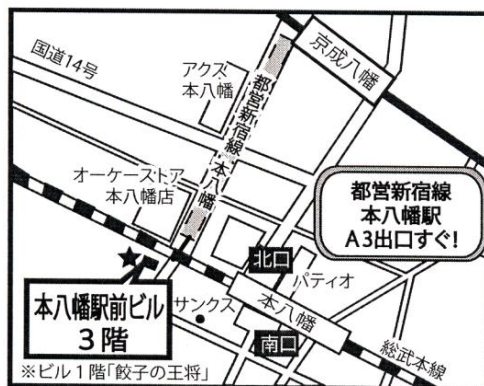 国道14号
アクス
本八幡
京成八幡
都営新宿線 本八幡
オーケーストア
本八幡店
都営新宿線
本八幡駅
A3出口すぐ!
北口
パティオ
本八幡駅前ビル
3階
サンクス
本八幡
南口
総武本線
※ビル1階「餃子の王将」